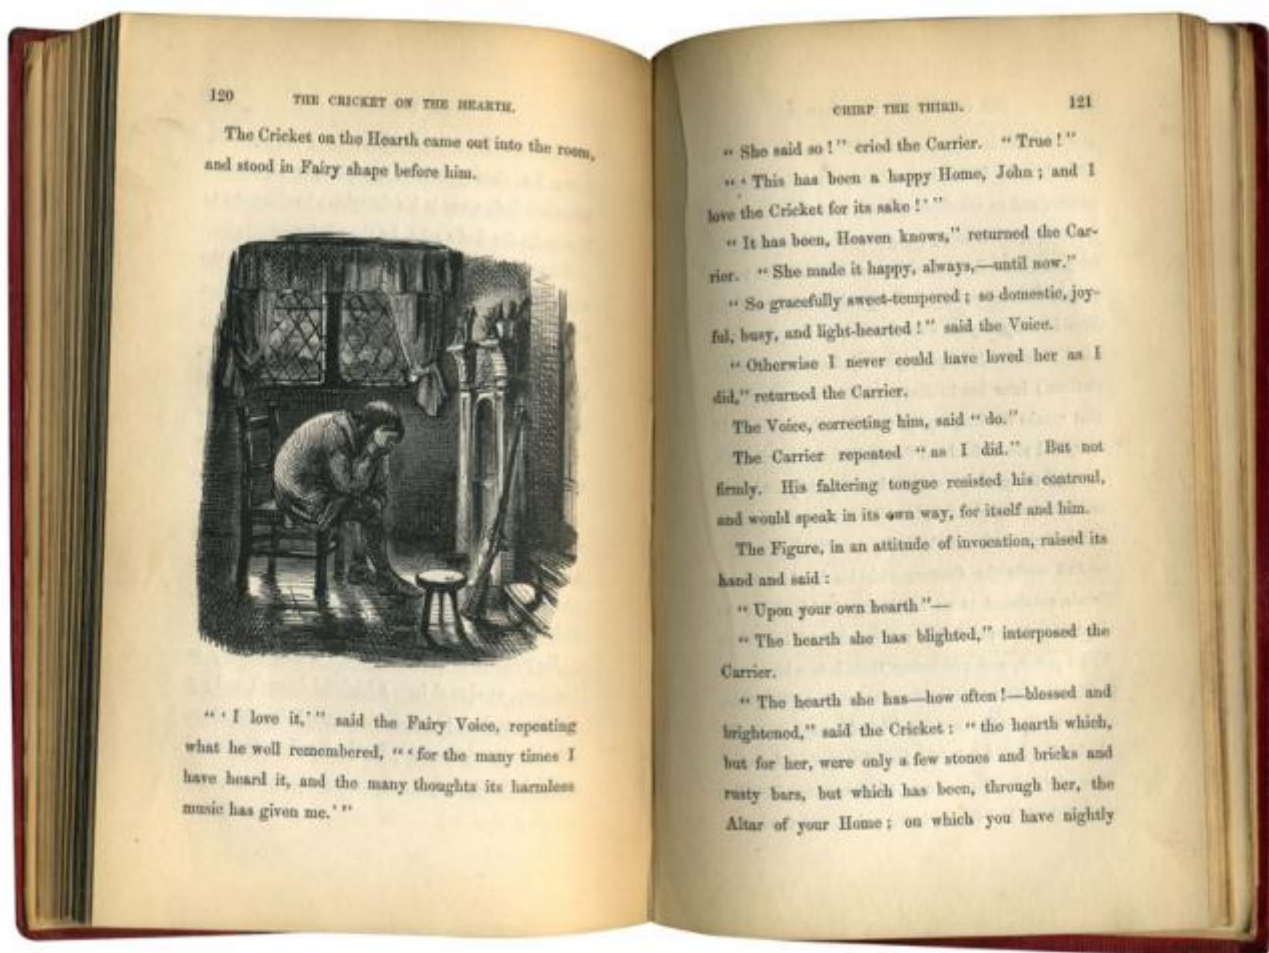 120 THE CRICKET ON THE HEARTH.
The Cricket on the Hearth came out into the room,
and stood in Fairy shape before him.
“‘I love it,’” said the Fairy Voice, repeating
what he well remembered, “‘for the many times I
have heard it, and the many thoughts its harmless
music has given me.’”
CHIRP THE THIRD. 121
“She said so!” cried the Carrier. “True!”
“‘This has been a happy Home, John; and I
love the Cricket for its sake!’”
“It has been, Heaven knows,” returned the Car-
rier. “She made it happy, always,—until now.”
“So gracefully sweet-tempered; so domestic, joy-
ful, busy, and light-hearted!” said the Voice.
“Otherwise I never could have loved her as I
did,” returned the Carrier.
The Voice, correcting him, said “do.”
The Carrier repeated “as I did.” But not
firmly. His faltering tongue resisted his controul,
and would speak in its own way, for itself and him.
The Figure, in an attitude of invocation, raised its
hand and said:
“Upon your own hearth”—
“The hearth she has blighted,” interposed the
Carrier.
“The hearth she has—how often!—blessed and
brightened,” said the Cricket: “the hearth which,
but for her, were only a few stones and bricks and
rusty bars, but which has been, through her, the
Altar of your Home; on which you have nightly